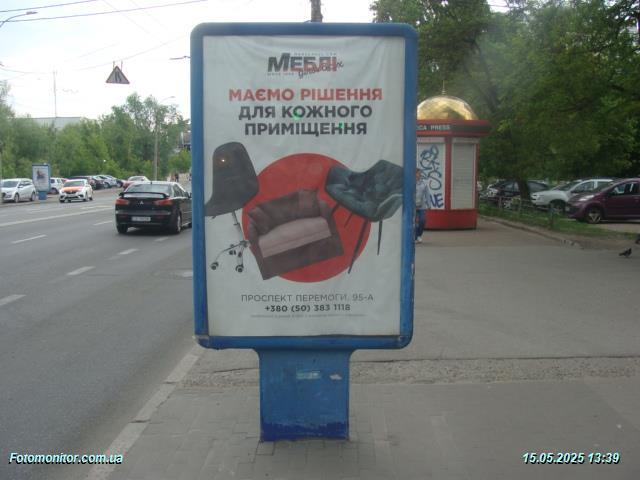 МЕБЛІ
МАЄМО РІШЕННЯ
ДЛЯ КОЖНОГО
ПРИМІЩЕННЯ
ПРОСПЕКТ ПЕРЕМОГИ, 95-А
+380 (50) 383 1118
PRESS
Fotomonitor.com.ua
15.05.2025 13:39